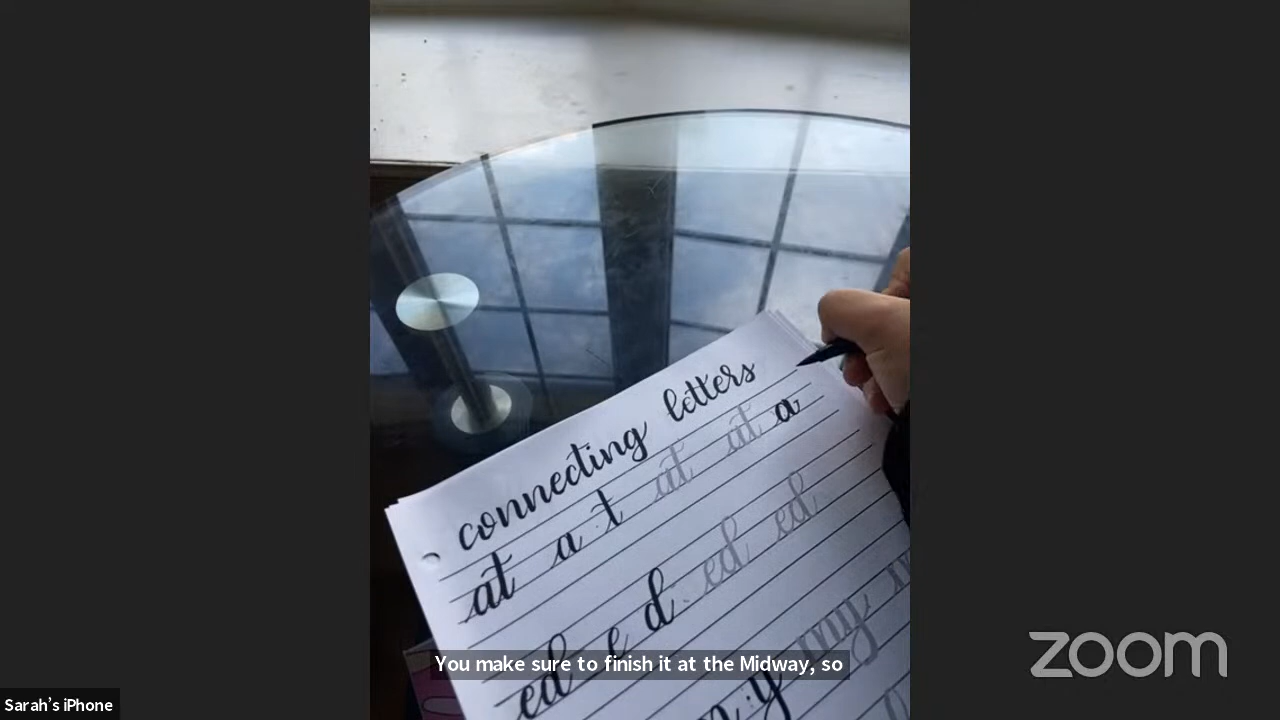 connecting letters
at a t at at a
ed e d ed ed
my
You make sure to finish it at the Midway, so
zoom
Sarah's iPhone